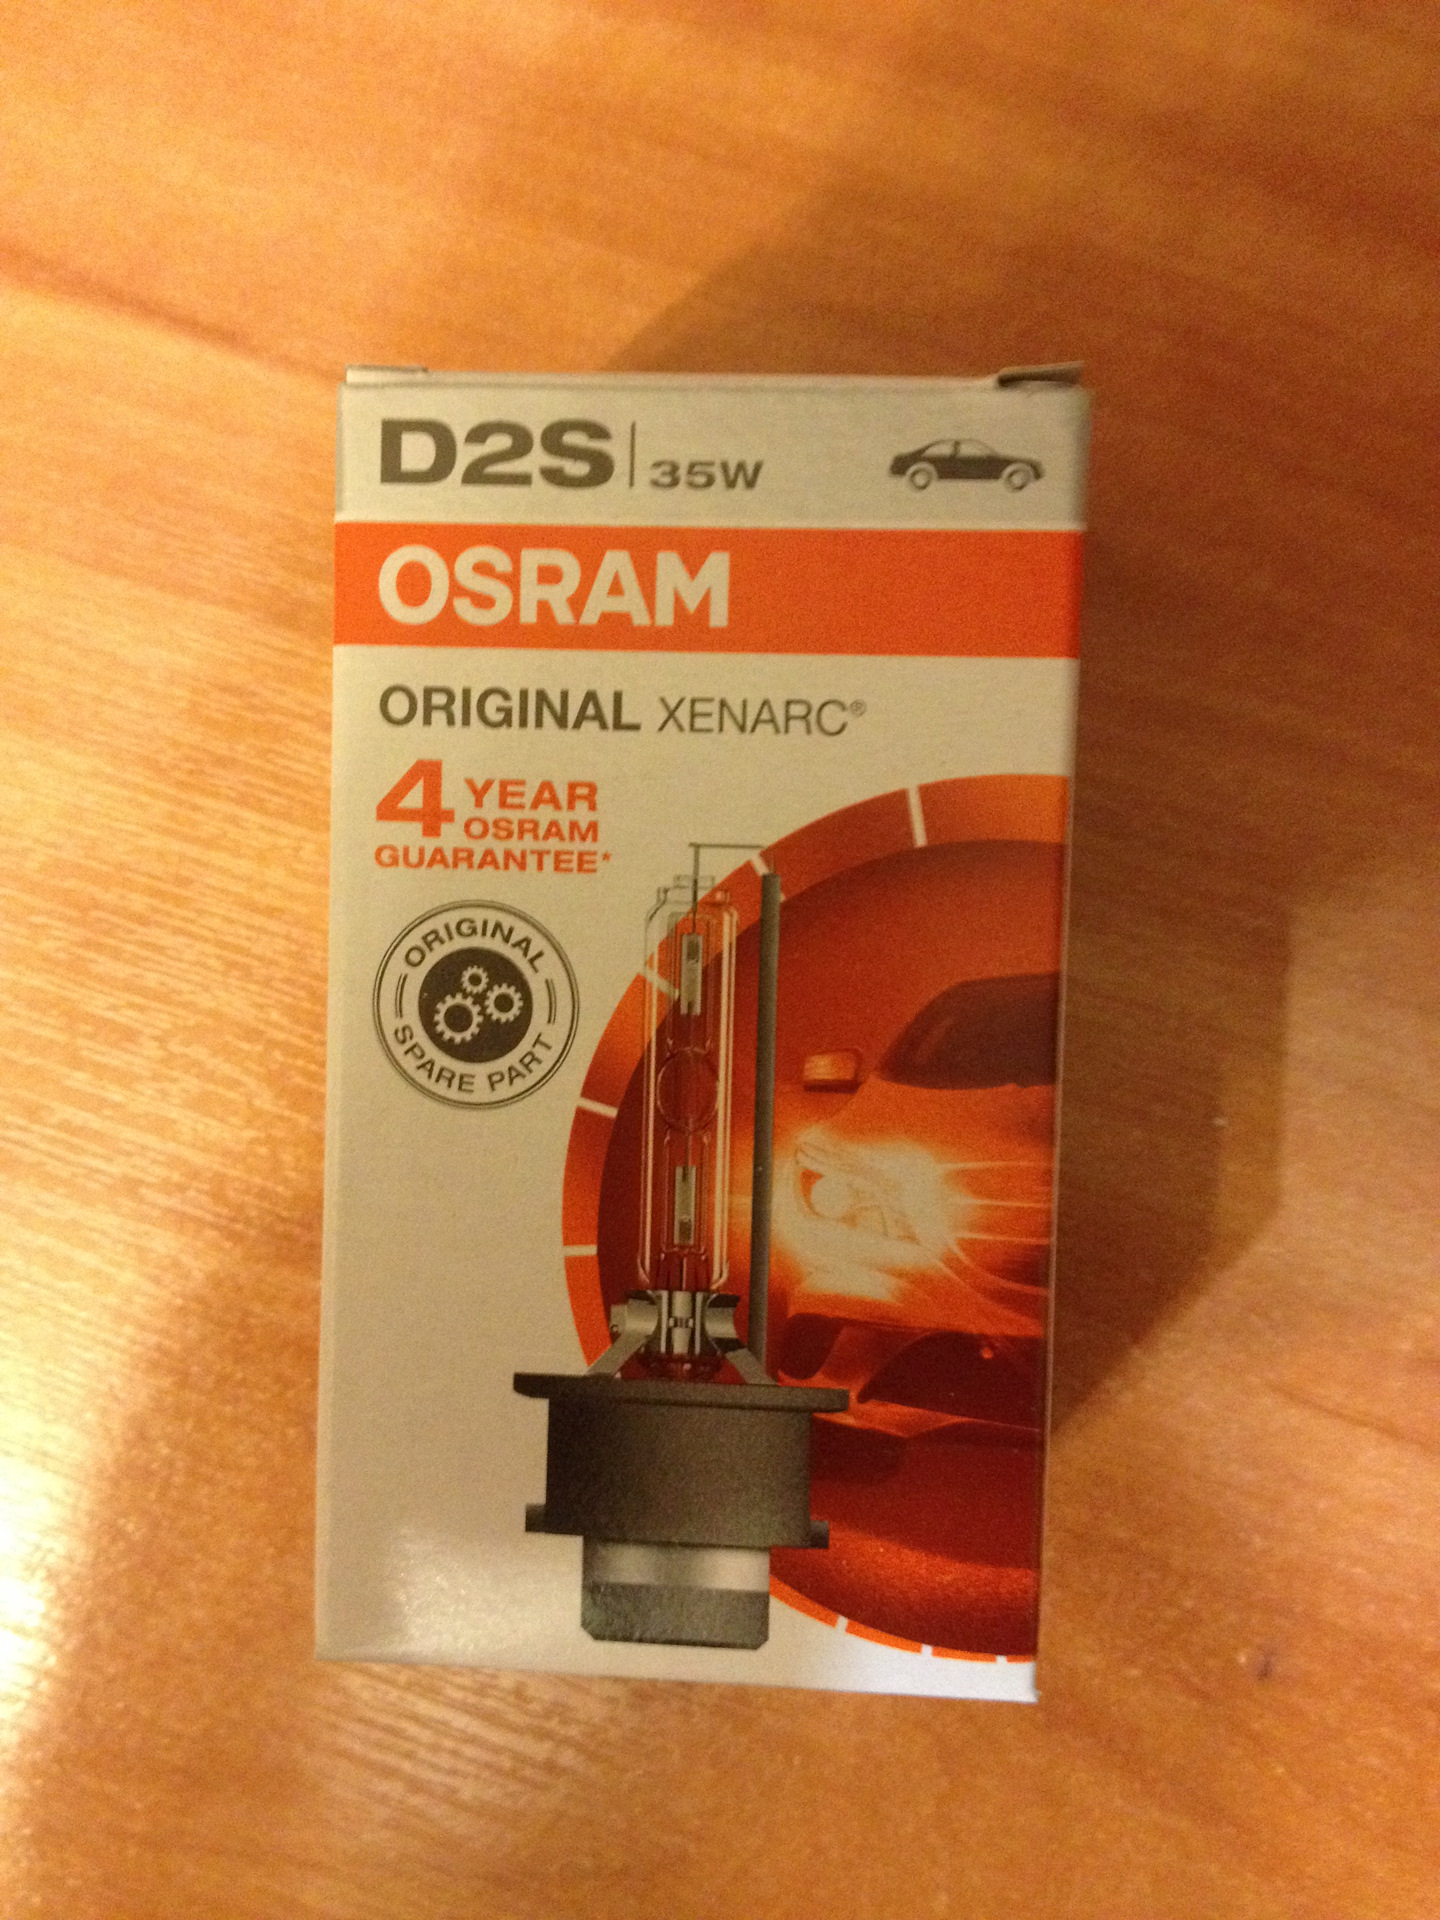 D2S | 35W
OSRAM
ORIGINAL XENARC®
4 YEAR
OSRAM
GUARANTEE*
ORIGINAL
SPARE PART